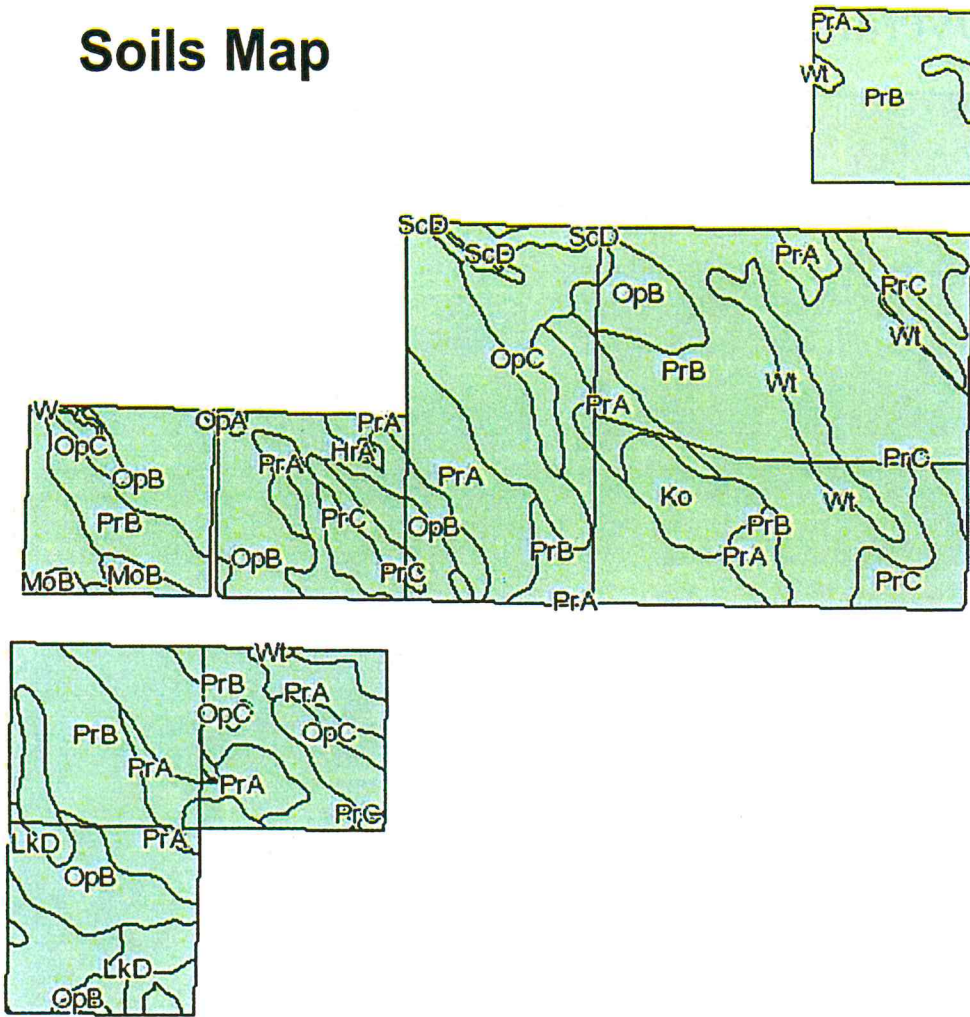 Soils Map
PrA
Wt
PrB
ScD
ScD
ScD
PrA
OpB
PrC
Wt
OpC
PrB
Wt
PrA
W
OpA
PrA
OpC
PrA
HrA
PrC
OpB
PrA
Ko
Wt
PrB
PrC
OpB
PrB
OpB
PrB
PrA
MoB
MoB
PrC
PrC
PrA
Wt
PrB
PrA
OpC
OpC
PrB
PrA
PrA
PrC
LkD
PrA
OpB
LkD
OpB